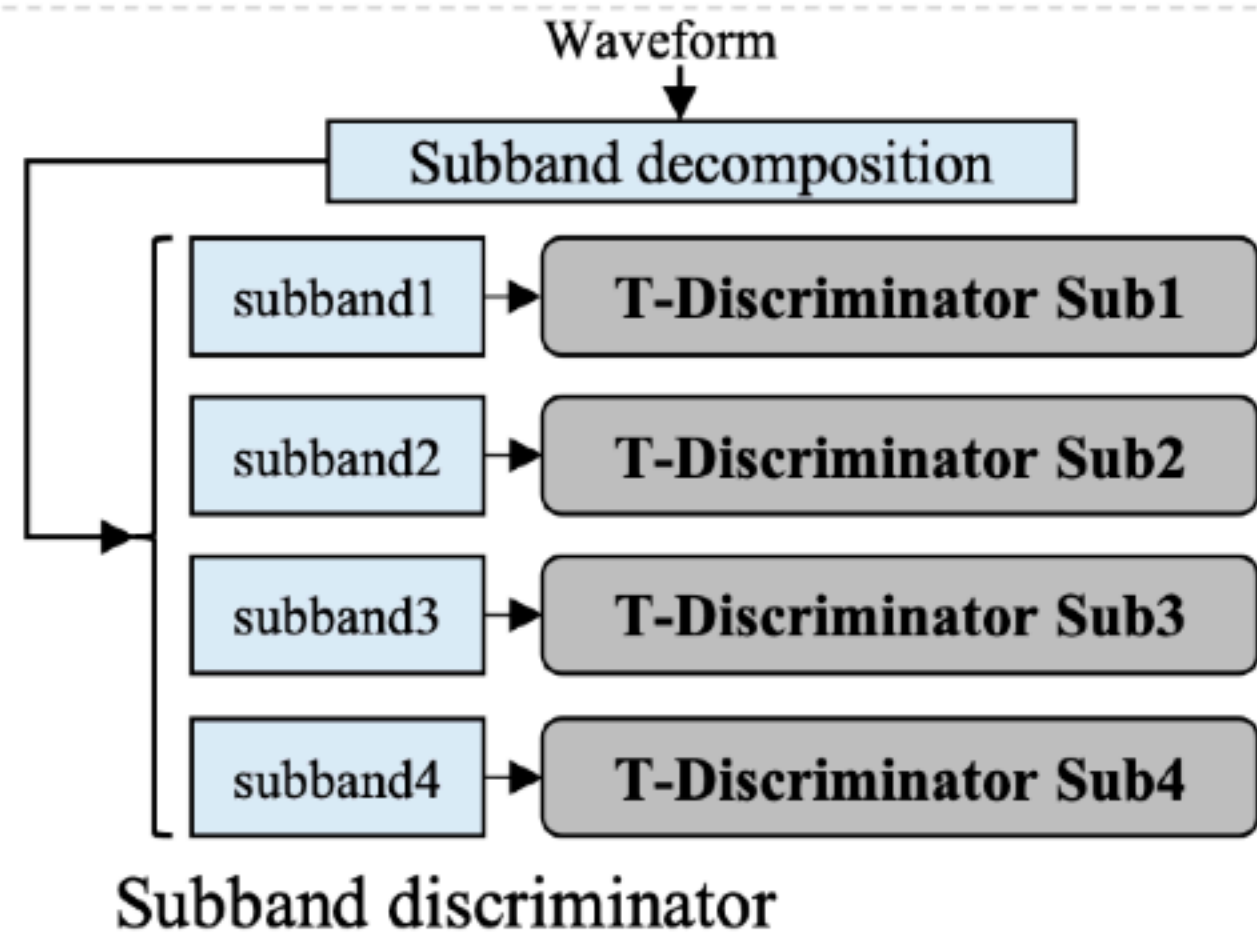 Waveform
Subband decomposition
subband1
T-Discriminator Sub1
subband2
T-Discriminator Sub2
subband3
T-Discriminator Sub3
subband4
T-Discriminator Sub4
Subband discriminator